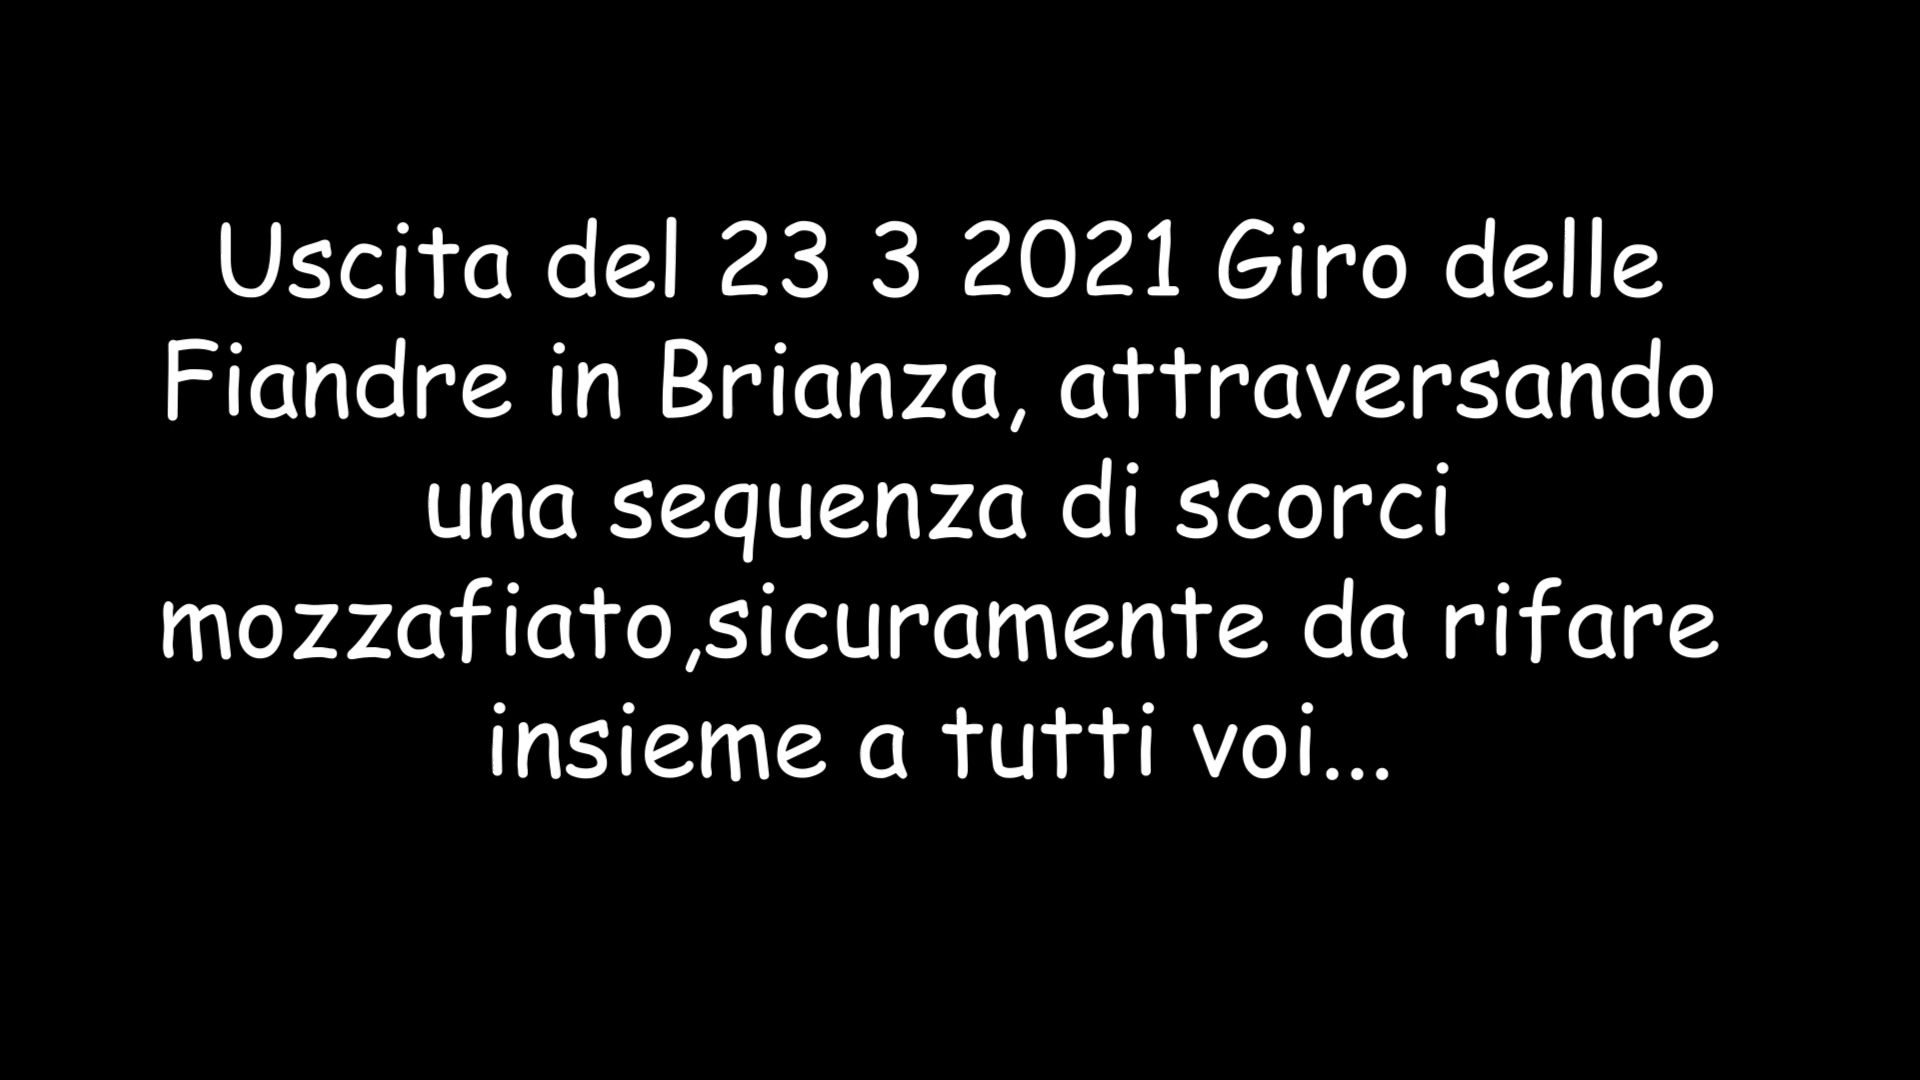 Uscita del 23 3 2021 Giro delle
Fiandre in Brianza, attraversando
una sequenza di scorci
mozzafiato,sicuramente da rifare
insieme a tutti voi...